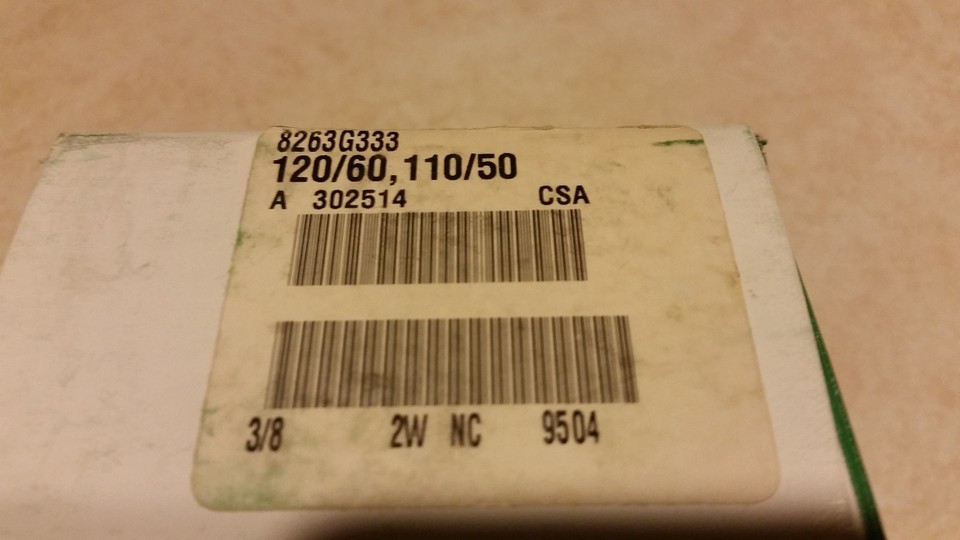 8263G333
120/60,110/50
A 302514 CSA
3/8 2W NC 9504